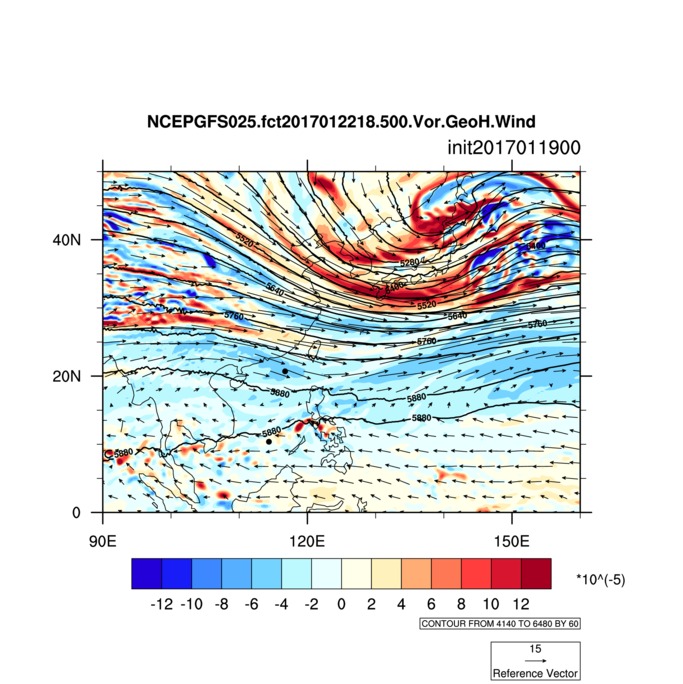 NCEPGFS025.fct2017012218.500.Vor.GeoH.Wind
init2017011900
40N
20N
0
90E 120E 150E
5520
5280
5400
5400
5640
5520
5640
5760
5760
5760
5880
5880
5880
5880
5880
-12 -10 -8 -6 -4 -2 0 2 4 6 8 10 12
*10^(-5)
CONTOUR FROM 4140 TO 6480 BY 60
15
Reference Vector